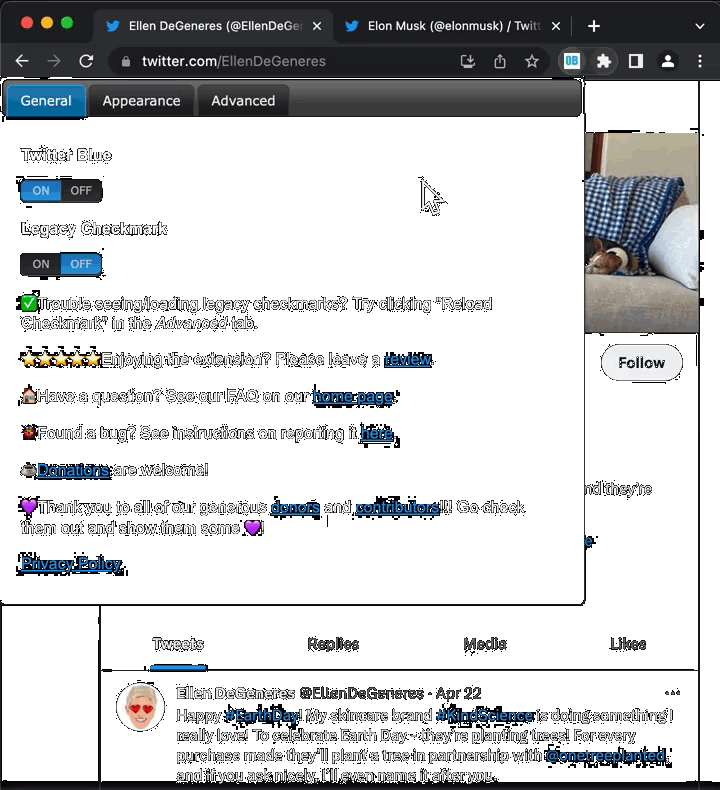 Ellen DeGeneres (@EllenDeGe
Elon Musk (@elonmusk) / Twitt
twitter.com/EllenDeGeneres
OB
General
Appearance
Advanced
Twitter Blue
ON OFF
Legacy Checkmark
ON OFF
✅Trouble seeing/loading legacy checkmarks? Try clicking "Reload
Checkmark" in the Advanced tab.
⭐⭐⭐⭐⭐Enjoying the extension? Please leave a review.
🏠Have a question? See our FAQ on our home page.
🐞Found a bug? See instructions on reporting it here.
Donations are welcome!
💜Thank you to all of our generous donors and contributors!!! Go check
them out and show them some 💜!
Privacy Policy
Follow
nd they're
Tweets
Replies
Media
Likes
Ellen DeGeneres @EllenDeGeneres · Apr 22
Happy #EarthDay! My skincare brand @KindScience is doing something I
really love! To celebrate Earth Day - they're planting trees! For every
purchase made they'll plant a tree in partnership with @onetreeplanted,
and if you ask nicely, I'll even name it after you.